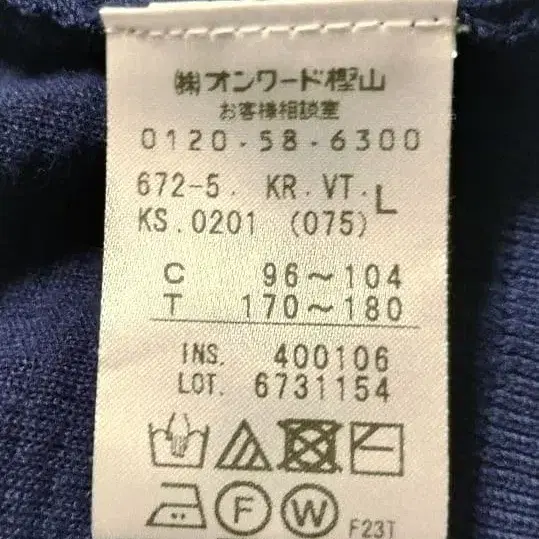 ㈱オンワード樫山
お客様相談室
0120-58-6300
672-5. KR.VT.L
KS.0201 (075)
C 96～104
T 170～180
INS. 400106
LOT. 6731154
F W F23T